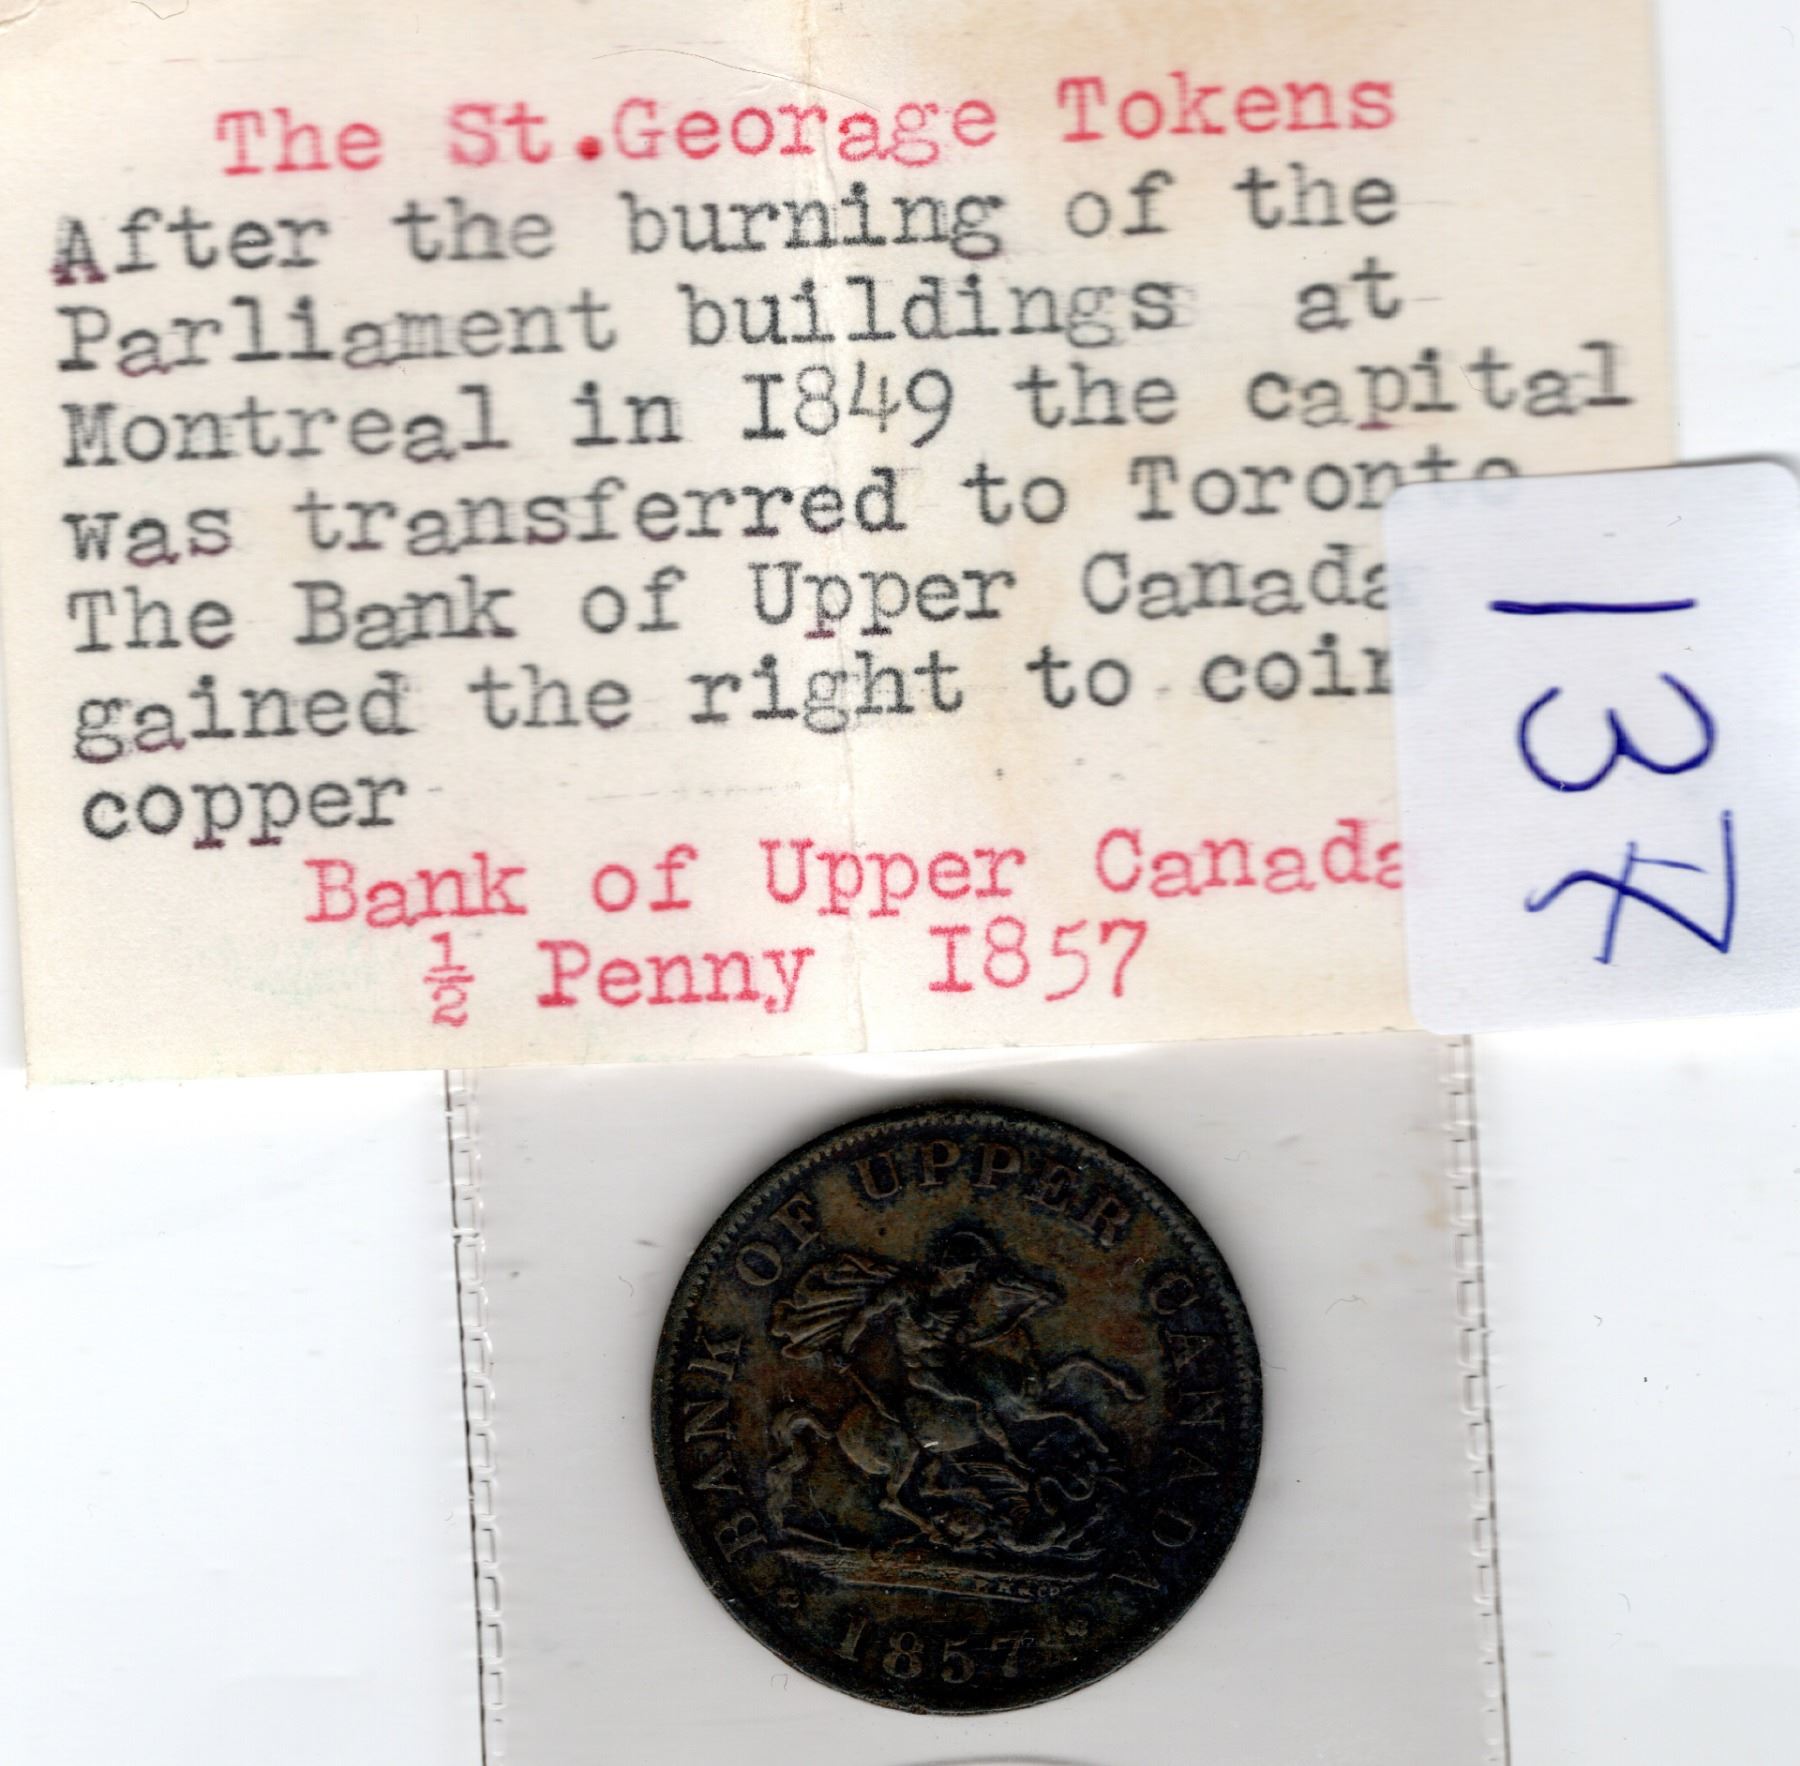 The St.Georage Tokens
After the burning of the
Parliament buildings at
Montreal in I849 the capital
was transferred to Toronto
The Bank of Upper Canada
gained the right to coin
copper
Bank of Upper Canada
½ Penny I857
137
BANK OF UPPER CANADA
1857